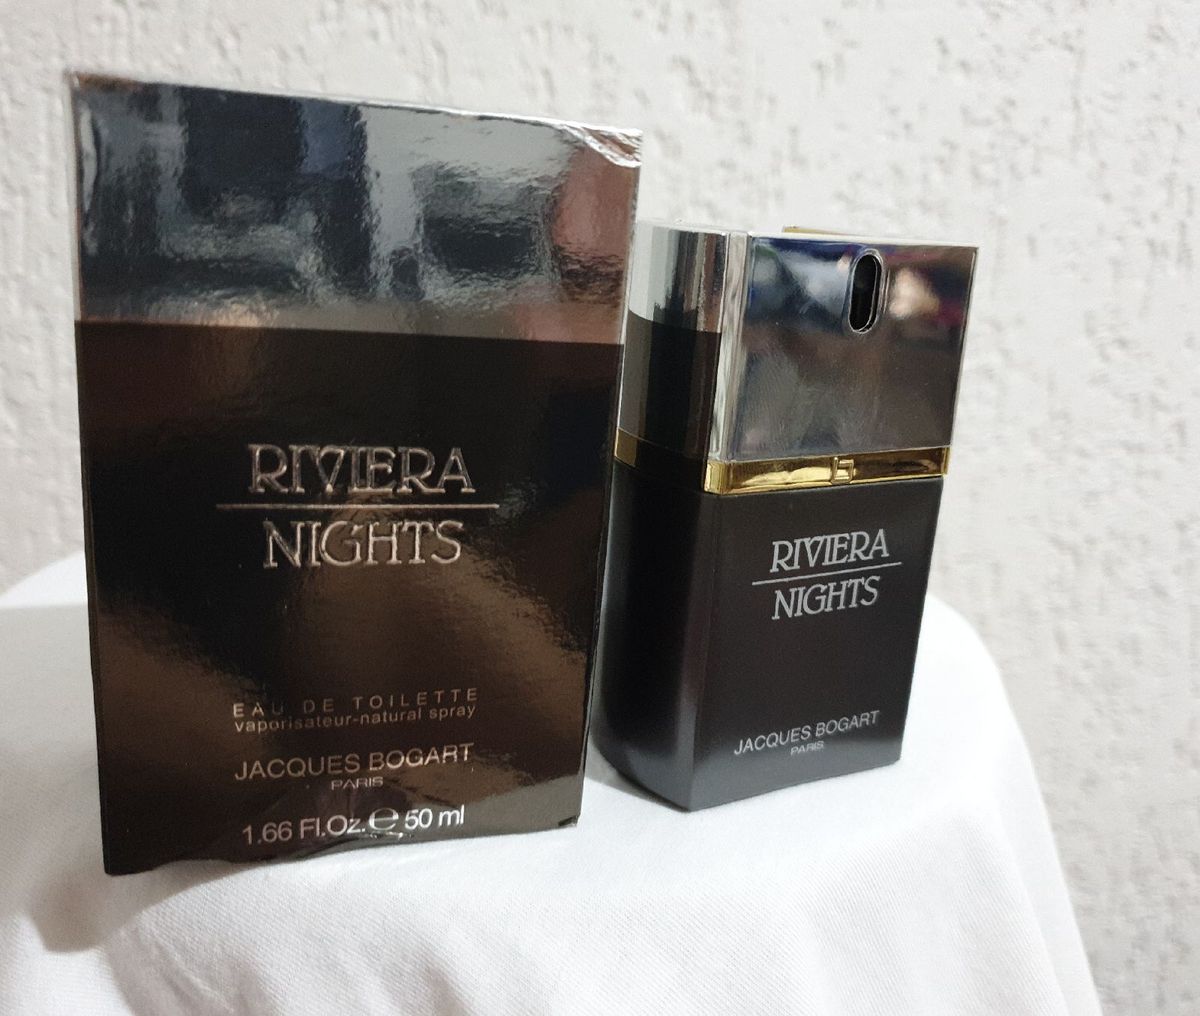 RIVIERA
NIGHTS
EAU DE TOILETTE
vaporisateur-natural spray
JACQUES BOGART
PARIS
1.66 Fl.Oz. ℮ 50 ml
RIVIERA
NIGHTS
JACQUES BOGART
PARIS